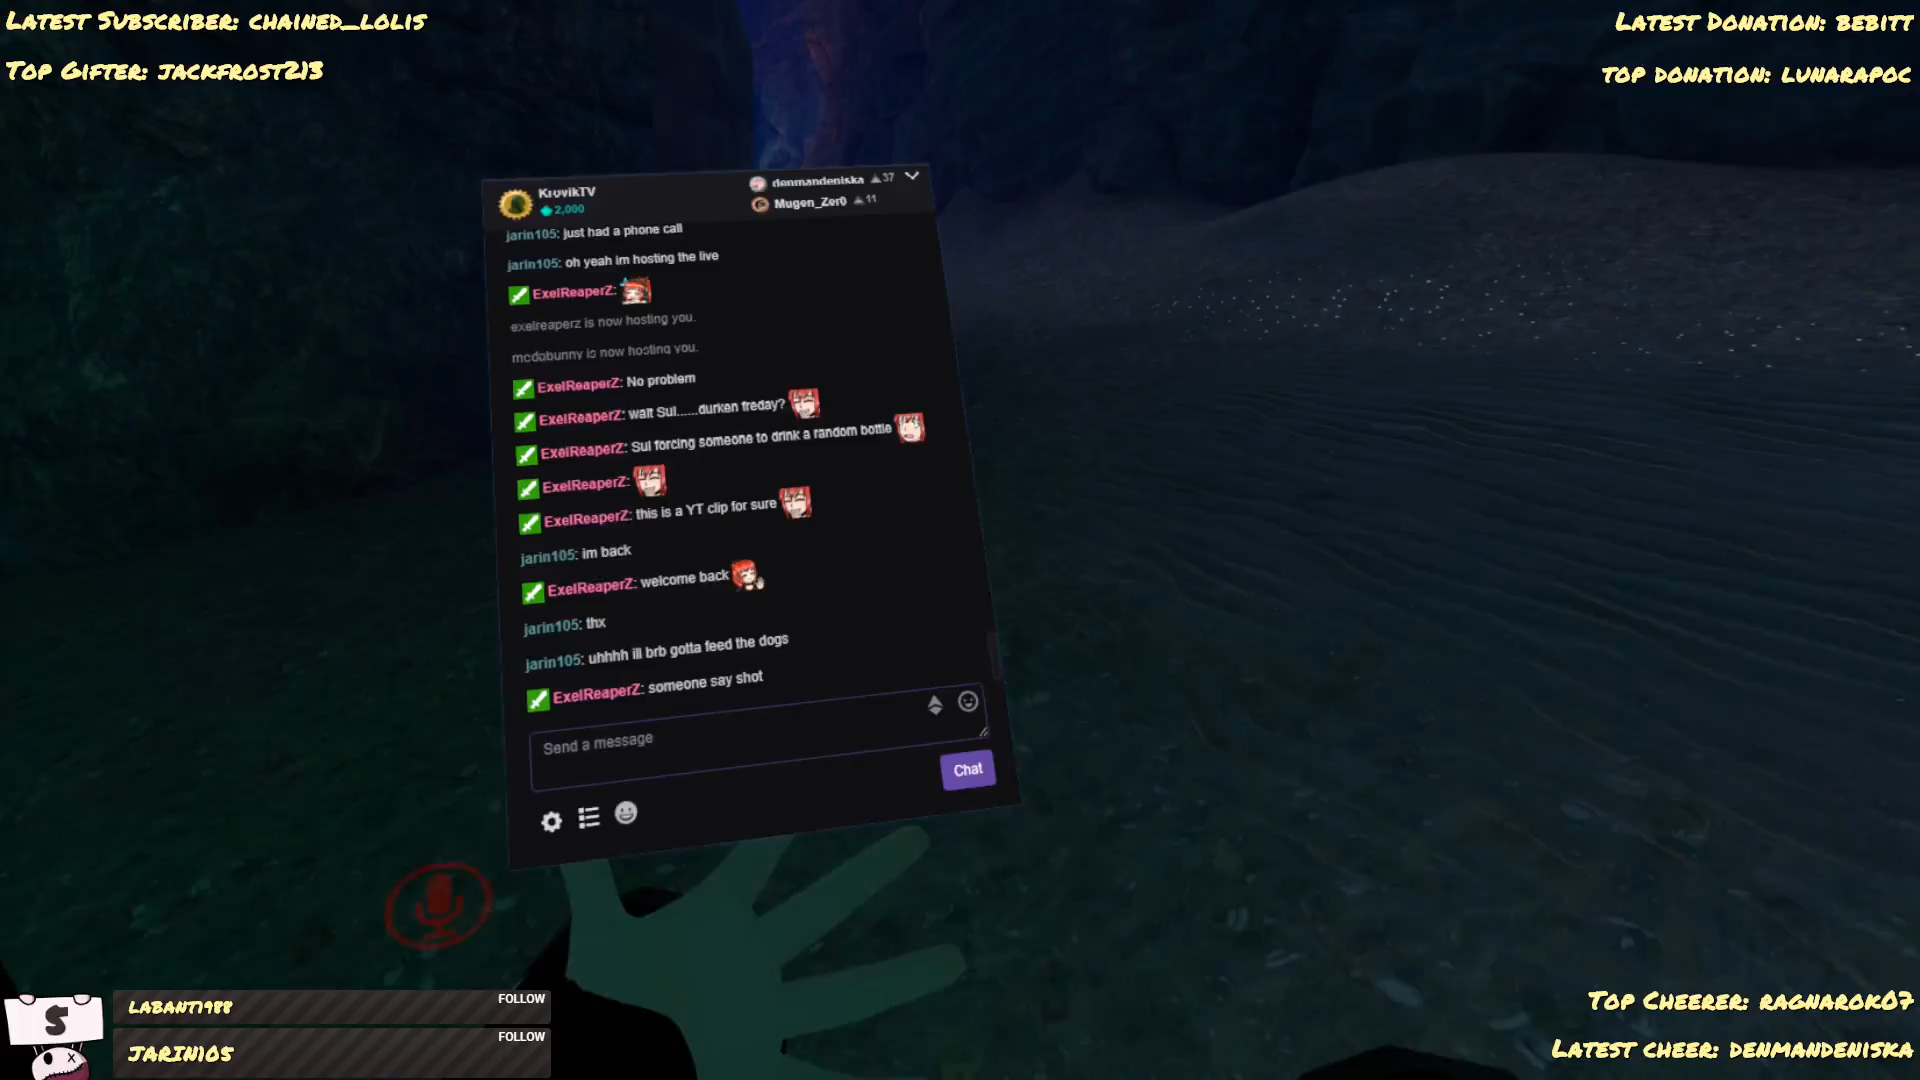 LATEST SUBSCRIBER: CHAINED_LOLIS
TOP GIFTER: JACKFROST213
LATEST DONATION: BEBITT
TOP DONATION: LUNARAPOC
KrovikTV
2,000
denmandeniska 37
Mugen_Zer0 11
jarin105: just had a phone call
jarin105: oh yeah im hosting the live
ExelReaperZ:
exelreaperz is now hosting you.
mcdabunny is now hosting you.
ExelReaperZ: No problem
ExelReaperZ: wait Sul......durken freday?
ExelReaperZ: Sul forcing someone to drink a random bottle
ExelReaperZ:
ExelReaperZ: this is a YT clip for sure
jarin105: im back
ExelReaperZ: welcome back
jarin105: thx
jarin105: uhhhh ill brb gotta feed the dogs
ExelReaperZ: someone say shot
Send a message
Chat
S
LABANT1988 FOLLOW
JARIN105 FOLLOW
TOP CHEERER: RAGNAROK07
LATEST CHEER: DENMANDENISKA